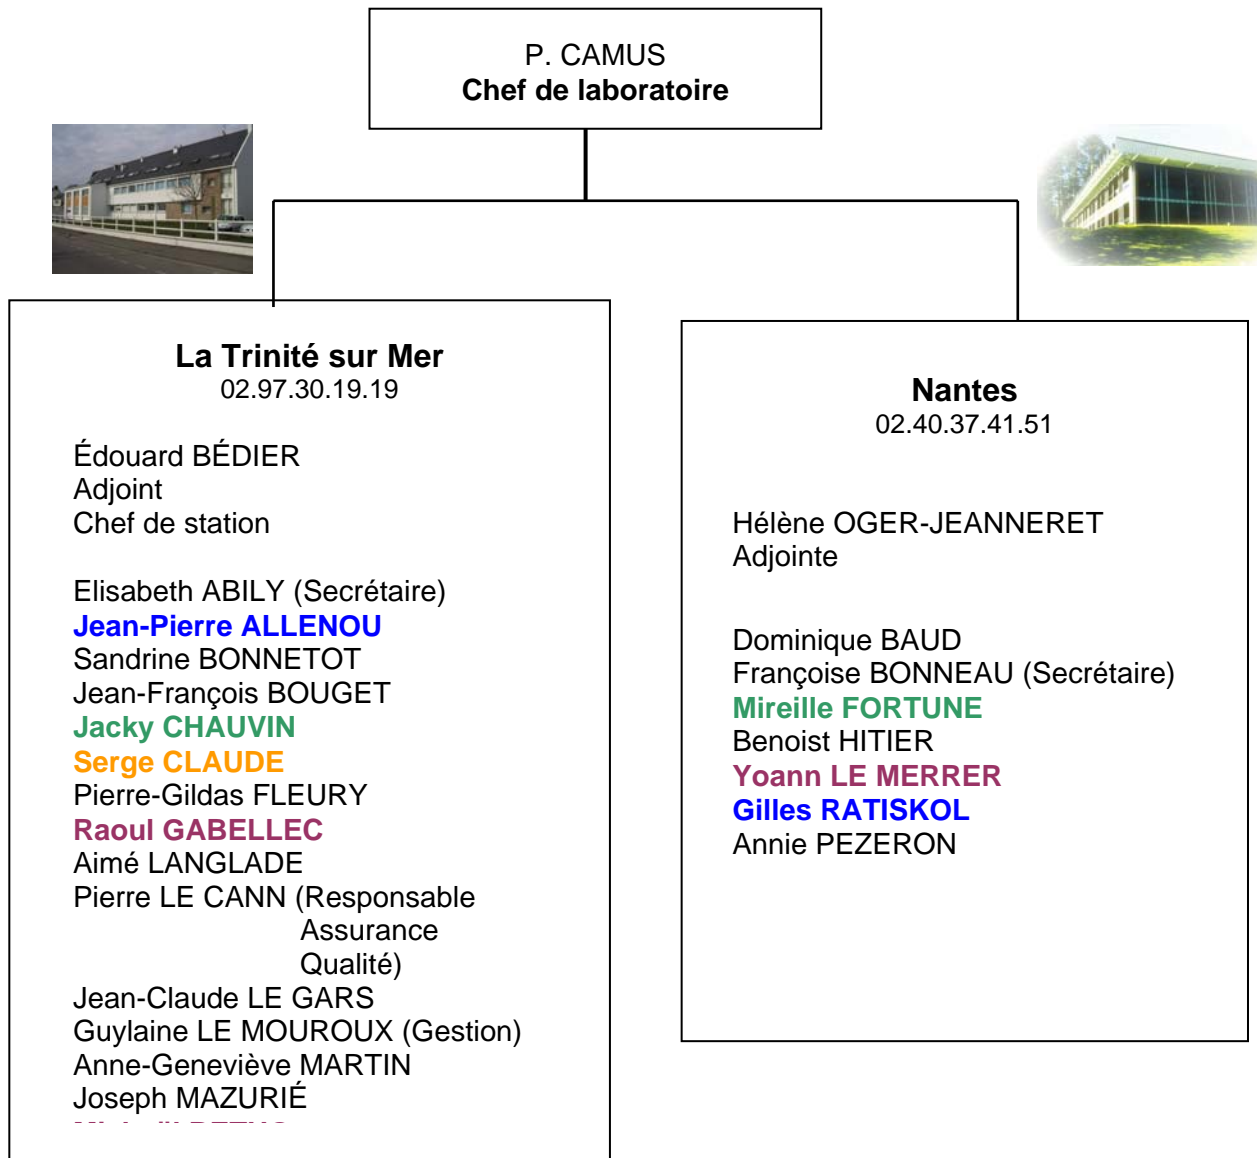 P. CAMUS
Chef de laboratoire
La Trinité sur Mer
02.97.30.19.19
Édouard BÉDIER
Adjoint
Chef de station
Elisabeth ABILY (Secrétaire)
Jean-Pierre ALLENOU
Sandrine BONNETOT
Jean-François BOUGET
Jacky CHAUVIN
Serge CLAUDE
Pierre-Gildas FLEURY
Raoul GABELLEC
Aimé LANGLADE
Pierre LE CANN (Responsable
Assurance
Qualité)
Jean-Claude LE GARS
Guylaine LE MOUROUX (Gestion)
Anne-Geneviève MARTIN
Joseph MAZURIÉ
Nantes
02.40.37.41.51
Hélène OGER-JEANNERET
Adjointe
Dominique BAUD
Françoise BONNEAU (Secrétaire)
Mireille FORTUNE
Benoist HITIER
Yoann LE MERRER
Gilles RATISKOL
Annie PEZERON